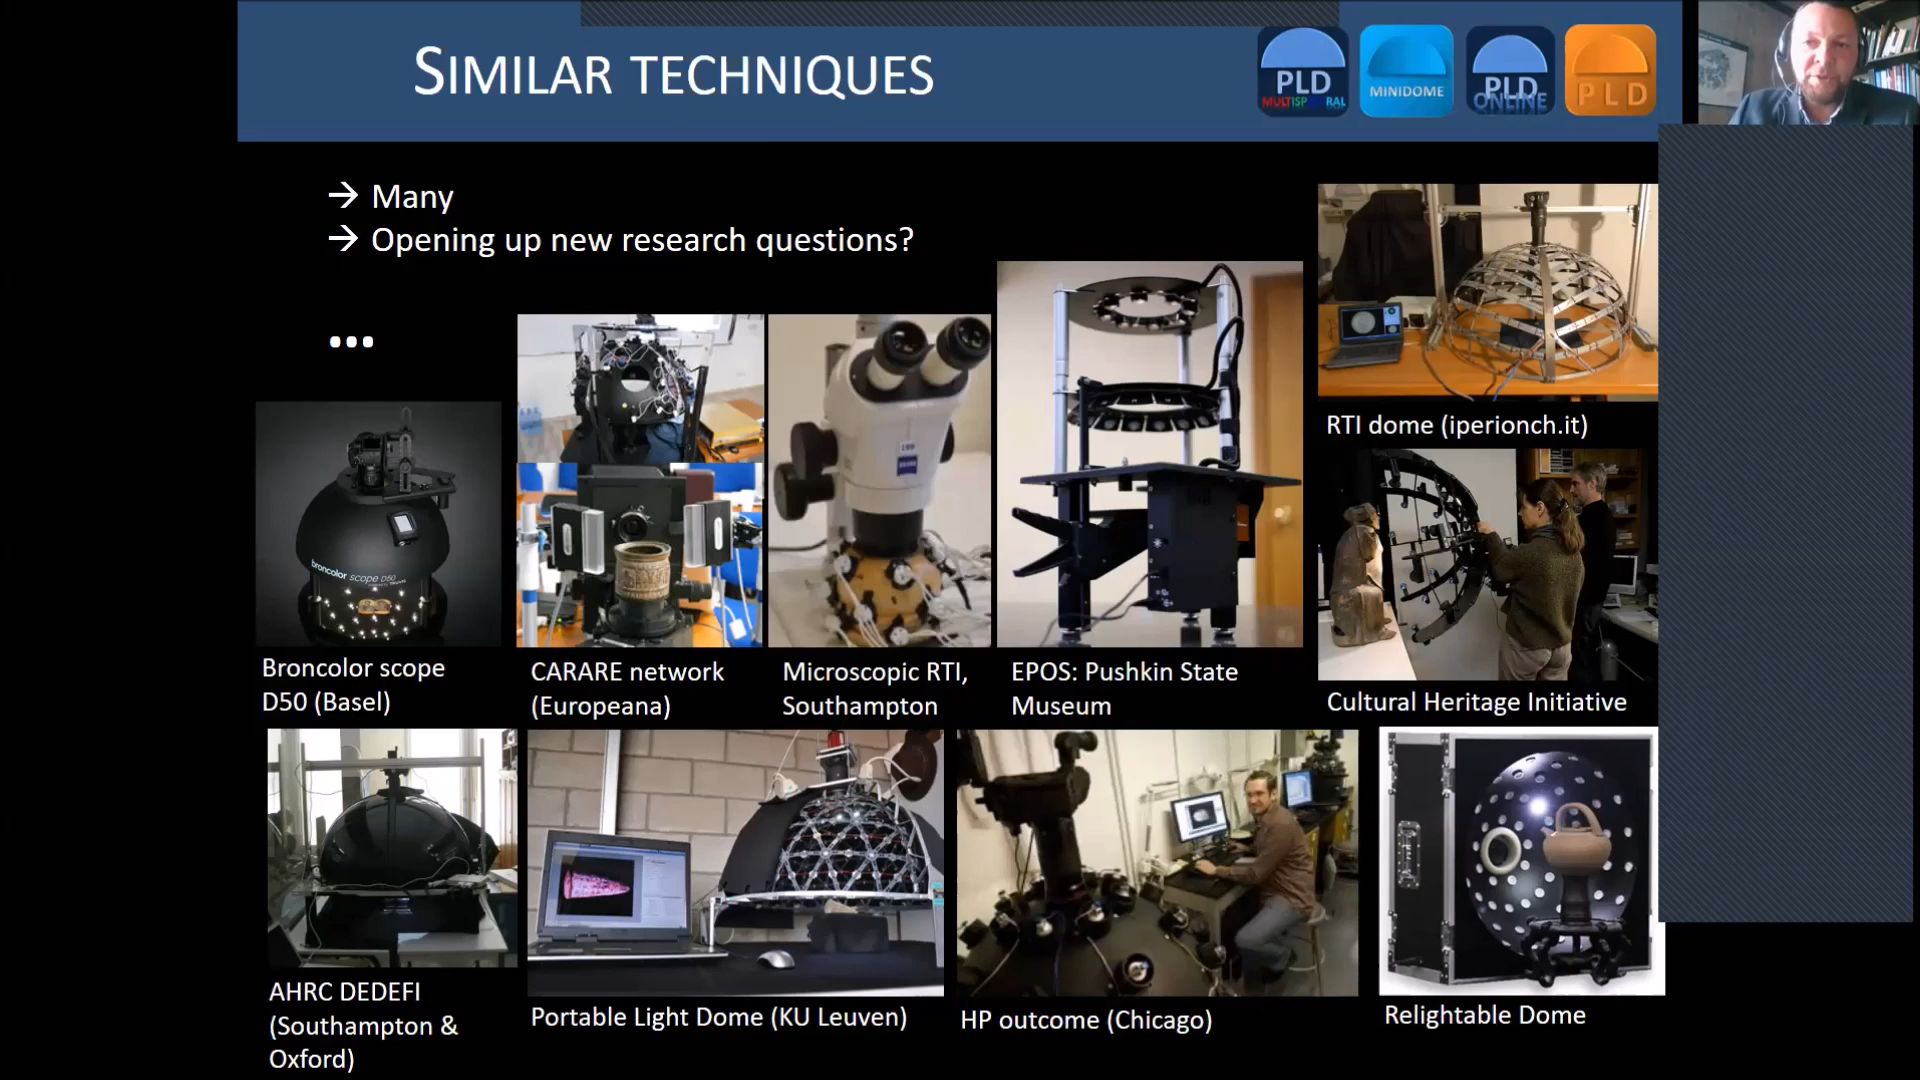 SIMILAR TECHNIQUES
PLD
MULTISPECTRAL
MINIDOME
PLD
ONLINE
PLD
→ Many
→ Opening up new research questions?
...
RTI dome (iperionch.it)
broncolor scope D50
Broncolor scope
D50 (Basel)
CARARE network
(Europeana)
Microscopic RTI,
Southampton
EPOS: Pushkin State
Museum
Cultural Heritage Initiative
AHRC DEDEFI
(Southampton &
Oxford)
Portable Light Dome (KU Leuven)
HP outcome (Chicago)
Relightable Dome